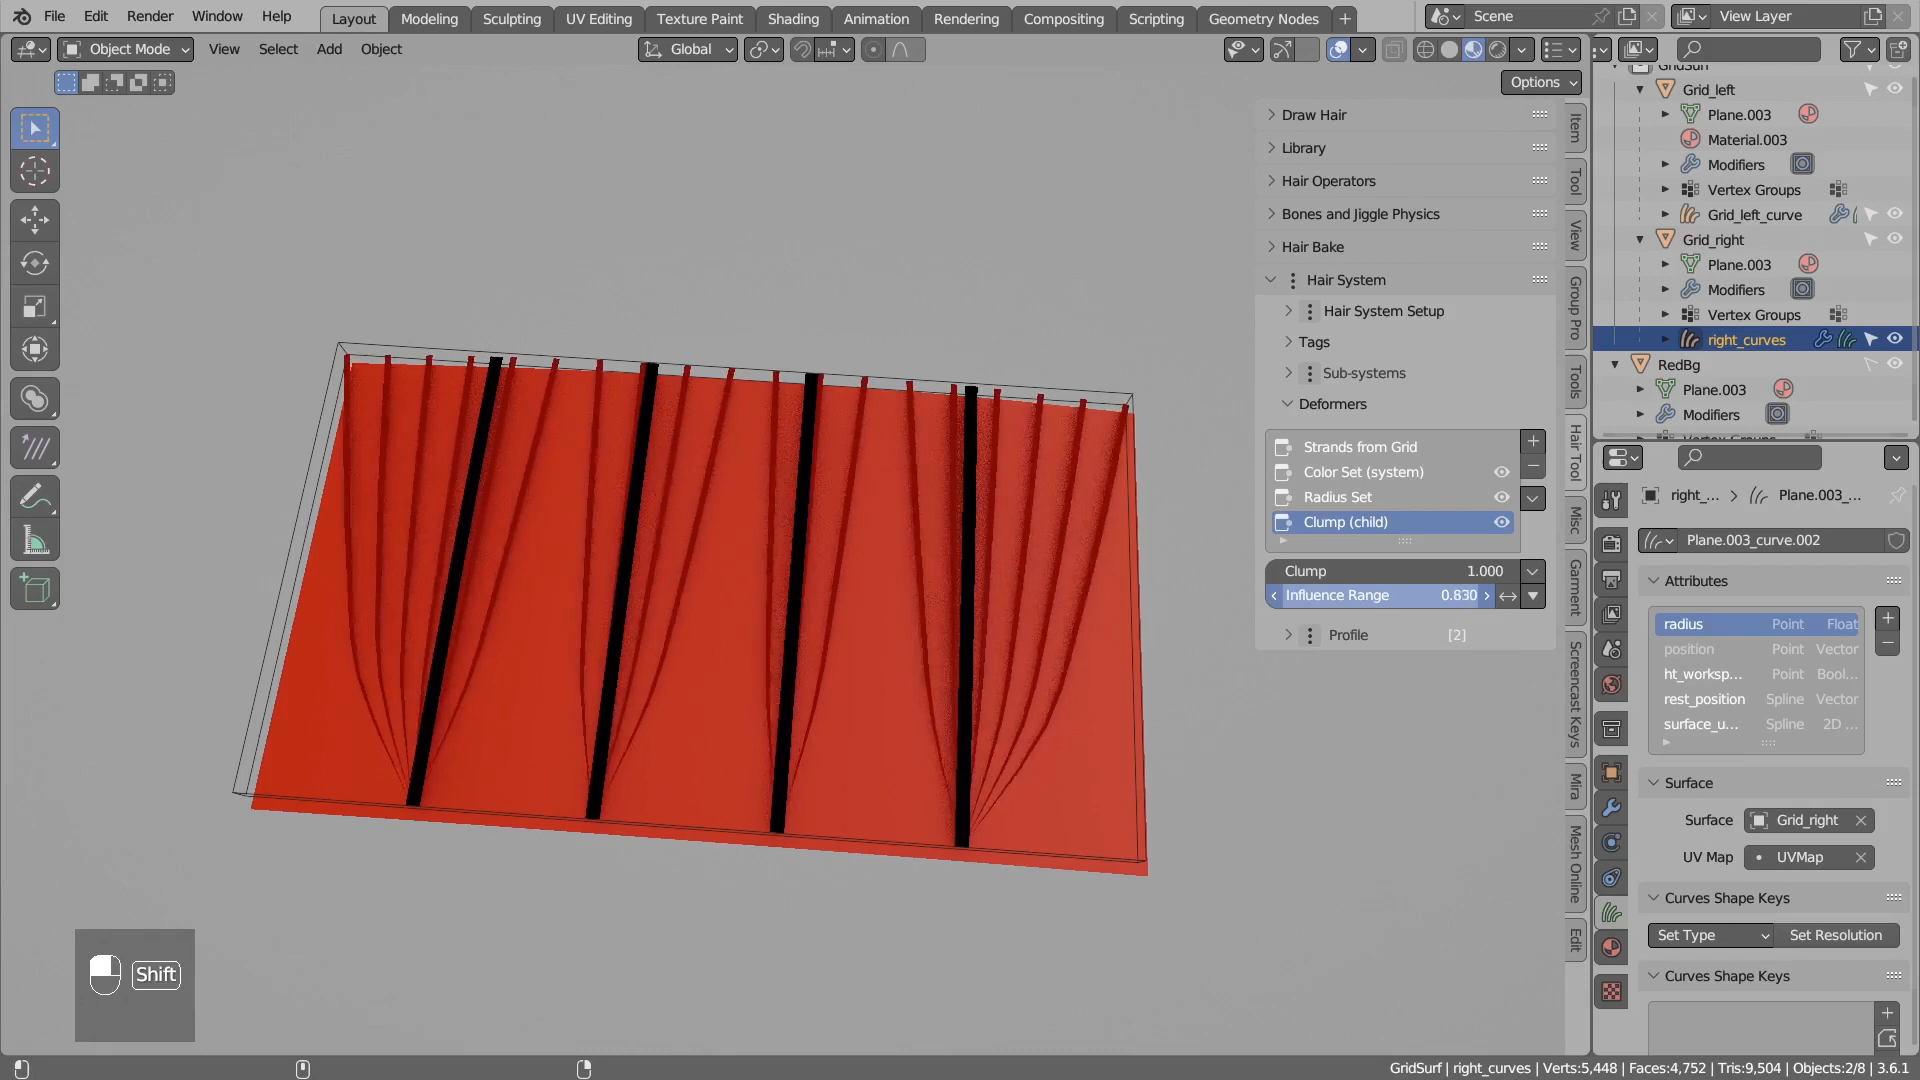 File Edit Render Window Help Layout Modeling Sculpting UV Editing Texture Paint Shading Animation Rendering Compositing Scripting Geometry Nodes + Scene View Layer
Object Mode View Select Add Object Global
Options
Draw Hair
Library
Hair Operators
Bones and Jiggle Physics
Hair Bake
Hair System
Hair System Setup
Tags
Sub-systems
Deformers
Strands from Grid
Color Set (system)
Radius Set
Clump (child)
Clump 1.000
Influence Range 0.830
Profile [2]
Item
Tool
View
Group Pro
Tools
Hair Tool
Misc
Garment
Screencast Keys
Mira
Mesh Online
Edit
GridSurf
Grid_left
Plane.003
Material.003
Modifiers
Vertex Groups
Grid_left_curve
Grid_right
Plane.003
Modifiers
Vertex Groups
right_curves
RedBg
Plane.003
Modifiers
right_... Plane.003_...
Plane.003_curve.002
Attributes
radius Point Float
position Point Vector
ht_worksp... Point Bool...
rest_position Spline Vector
surface_u... Spline 2D ...
Surface
Surface Grid_right
UV Map UVMap
Curves Shape Keys
Set Type Set Resolution
Curves Shape Keys
Shift
GridSurf | right_curves | Verts:5,448 | Faces:4,752 | Tris:9,504 | Objects:2/8 | 3.6.1